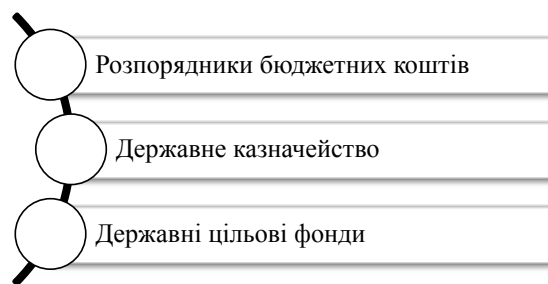 Розпорядники бюджетних коштів
Державне казначейство
Державні цільові фонди